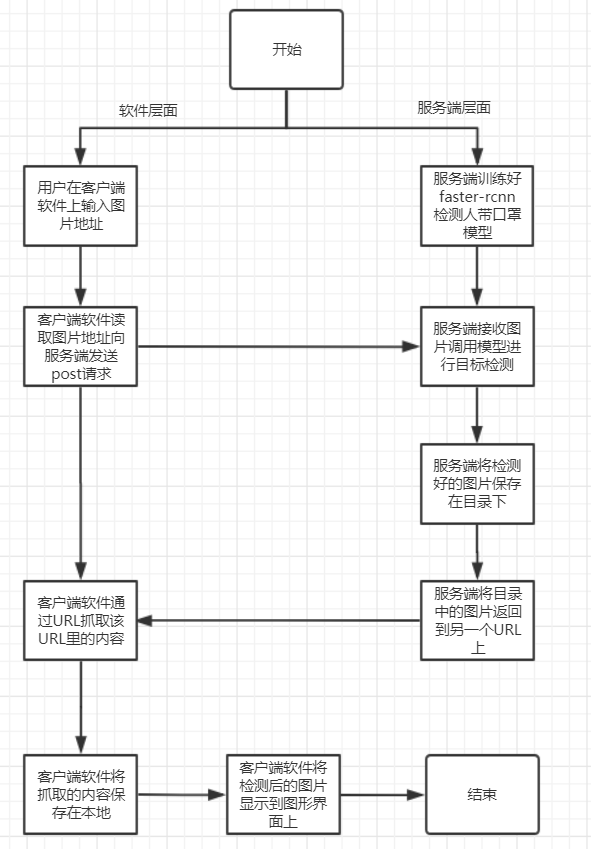 开始
软件层面
服务端层面
用户在客户端
软件上输入图
片地址
服务端训练好
faster-rcnn
检测人带口罩
模型
客户端软件读
取图片地址向
服务端发送
post请求
服务端接收图
片调用模型进
行目标检测
服务端将检测
好的图片保存
在目录下
客户端软件通
过URL抓取该
URL里的内容
服务端将目录
中的图片返回
到另一个URL
上
客户端软件将
抓取的内容保
存在本地
客户端软件将
检测后的图片
显示到图形界
面上
结束